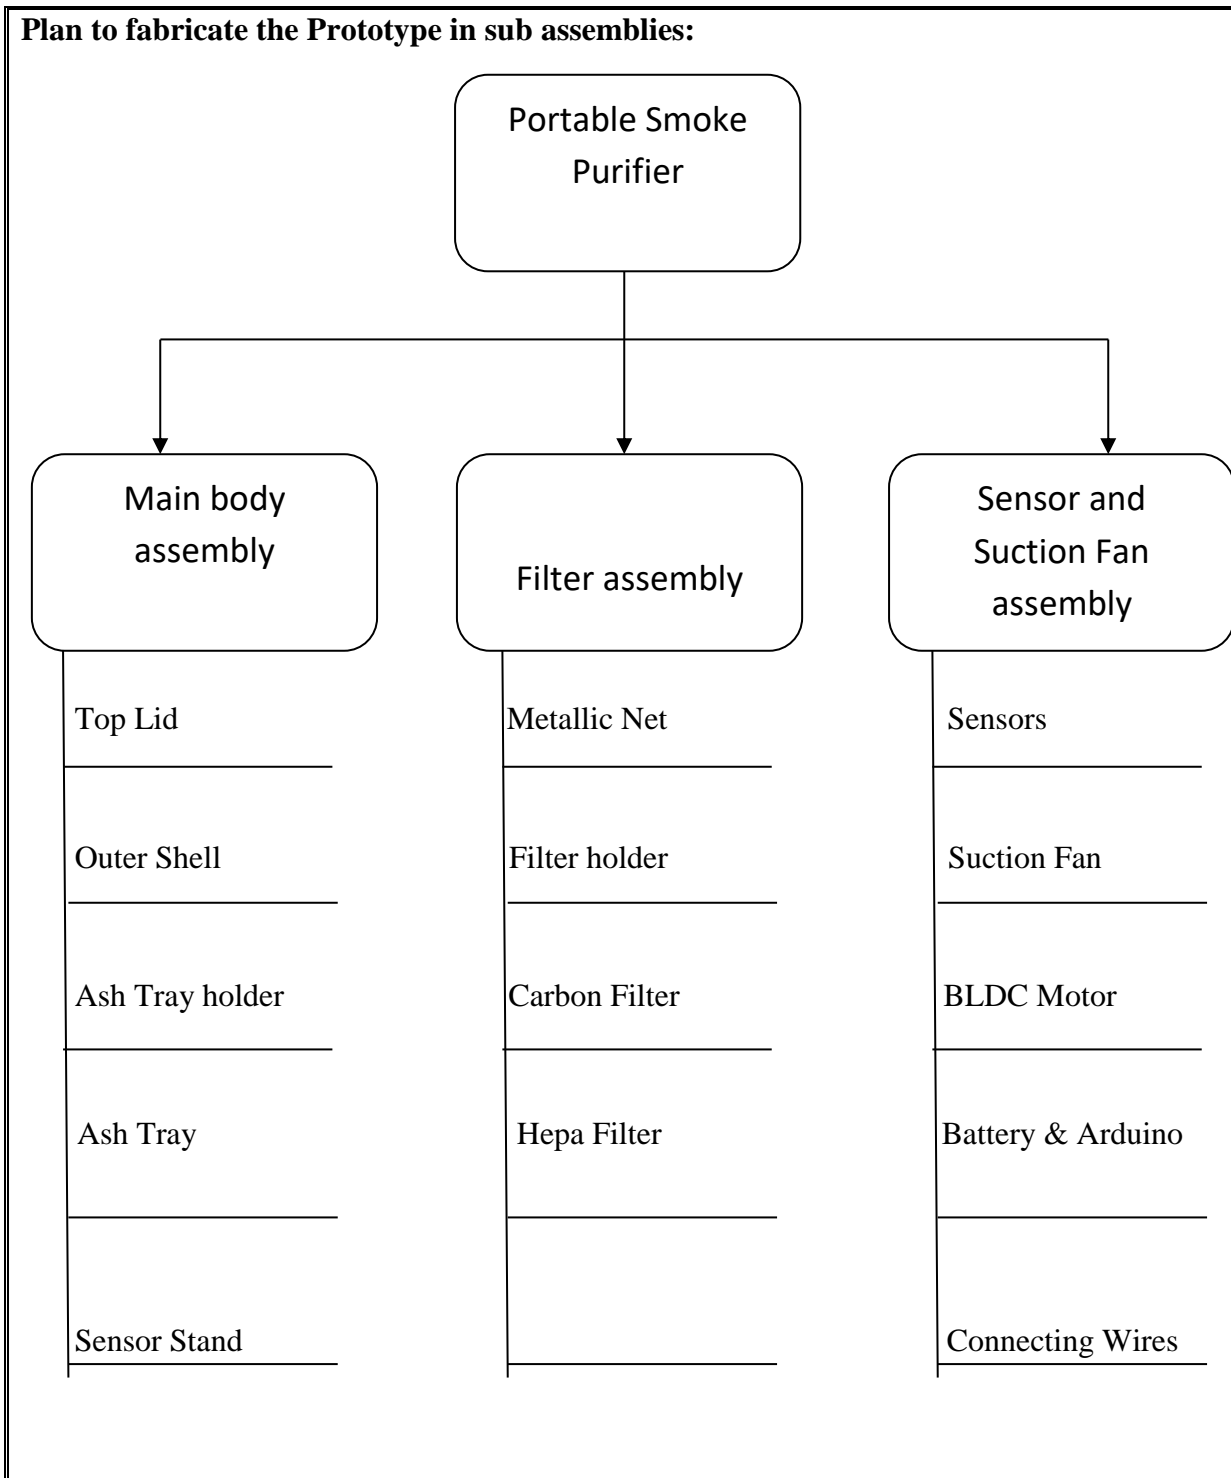 Plan to fabricate the Prototype in sub assemblies:
Portable Smoke
Purifier
Main body
assembly
Filter assembly
Sensor and
Suction Fan
assembly
Top Lid
Outer Shell
Ash Tray holder
Ash Tray
Sensor Stand
Metallic Net
Filter holder
Carbon Filter
Hepa Filter
Sensors
Suction Fan
BLDC Motor
Battery & Arduino
Connecting Wires